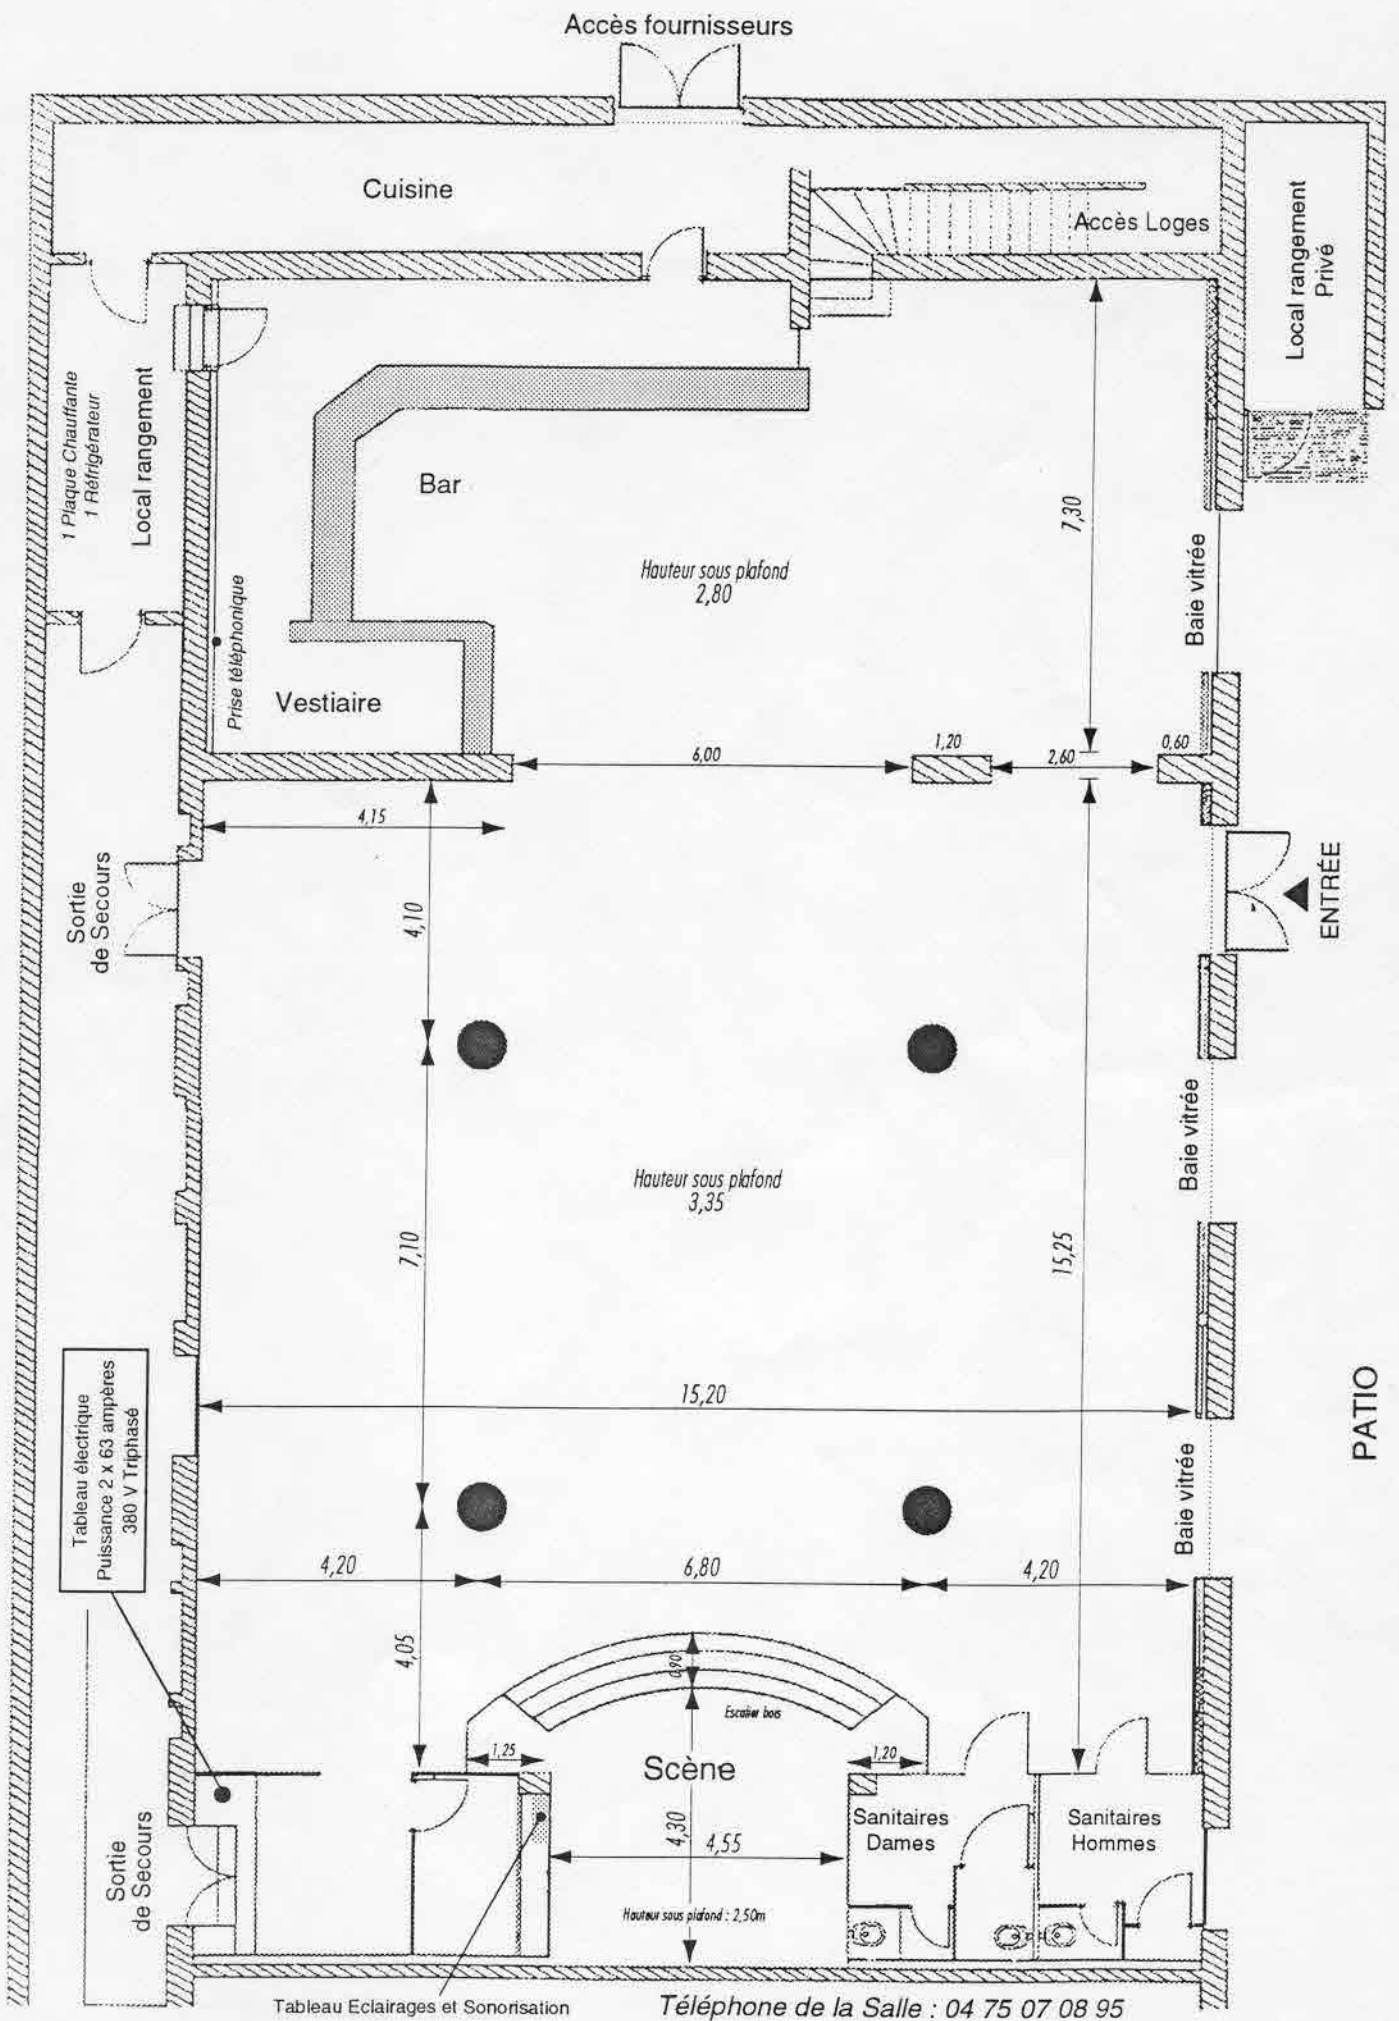 Accès fournisseurs
Cuisine
Accès Loges
Local rangement
Privé
1 Plaque Chauffante
1 Réfrigérateur
Local rangement
Bar
7,30
Hauteur sous plafond
2,80
Baie vitrée
Prise téléphonique
Vestiaire
6,00
1,20
2,60
0,60
4,15
Sortie
de Secours
4,10
ENTRÉE
Baie vitrée
Hauteur sous plafond
3,35
7,10
15,25
Tableau électrique
Puissance 2 x 63 ampères
380 V Triphasé
15,20
PATIO
Baie vitrée
4,20
6,80
4,20
4,05
0,90
Escalier bois
1,25
Scène
1,20
4,30
4,55
Sanitaires
Dames
Sanitaires
Hommes
Sortie
de Secours
Hauteur sous plafond : 2,50m
Tableau Eclairages et Sonorisation
Téléphone de la Salle : 04 75 07 08 95